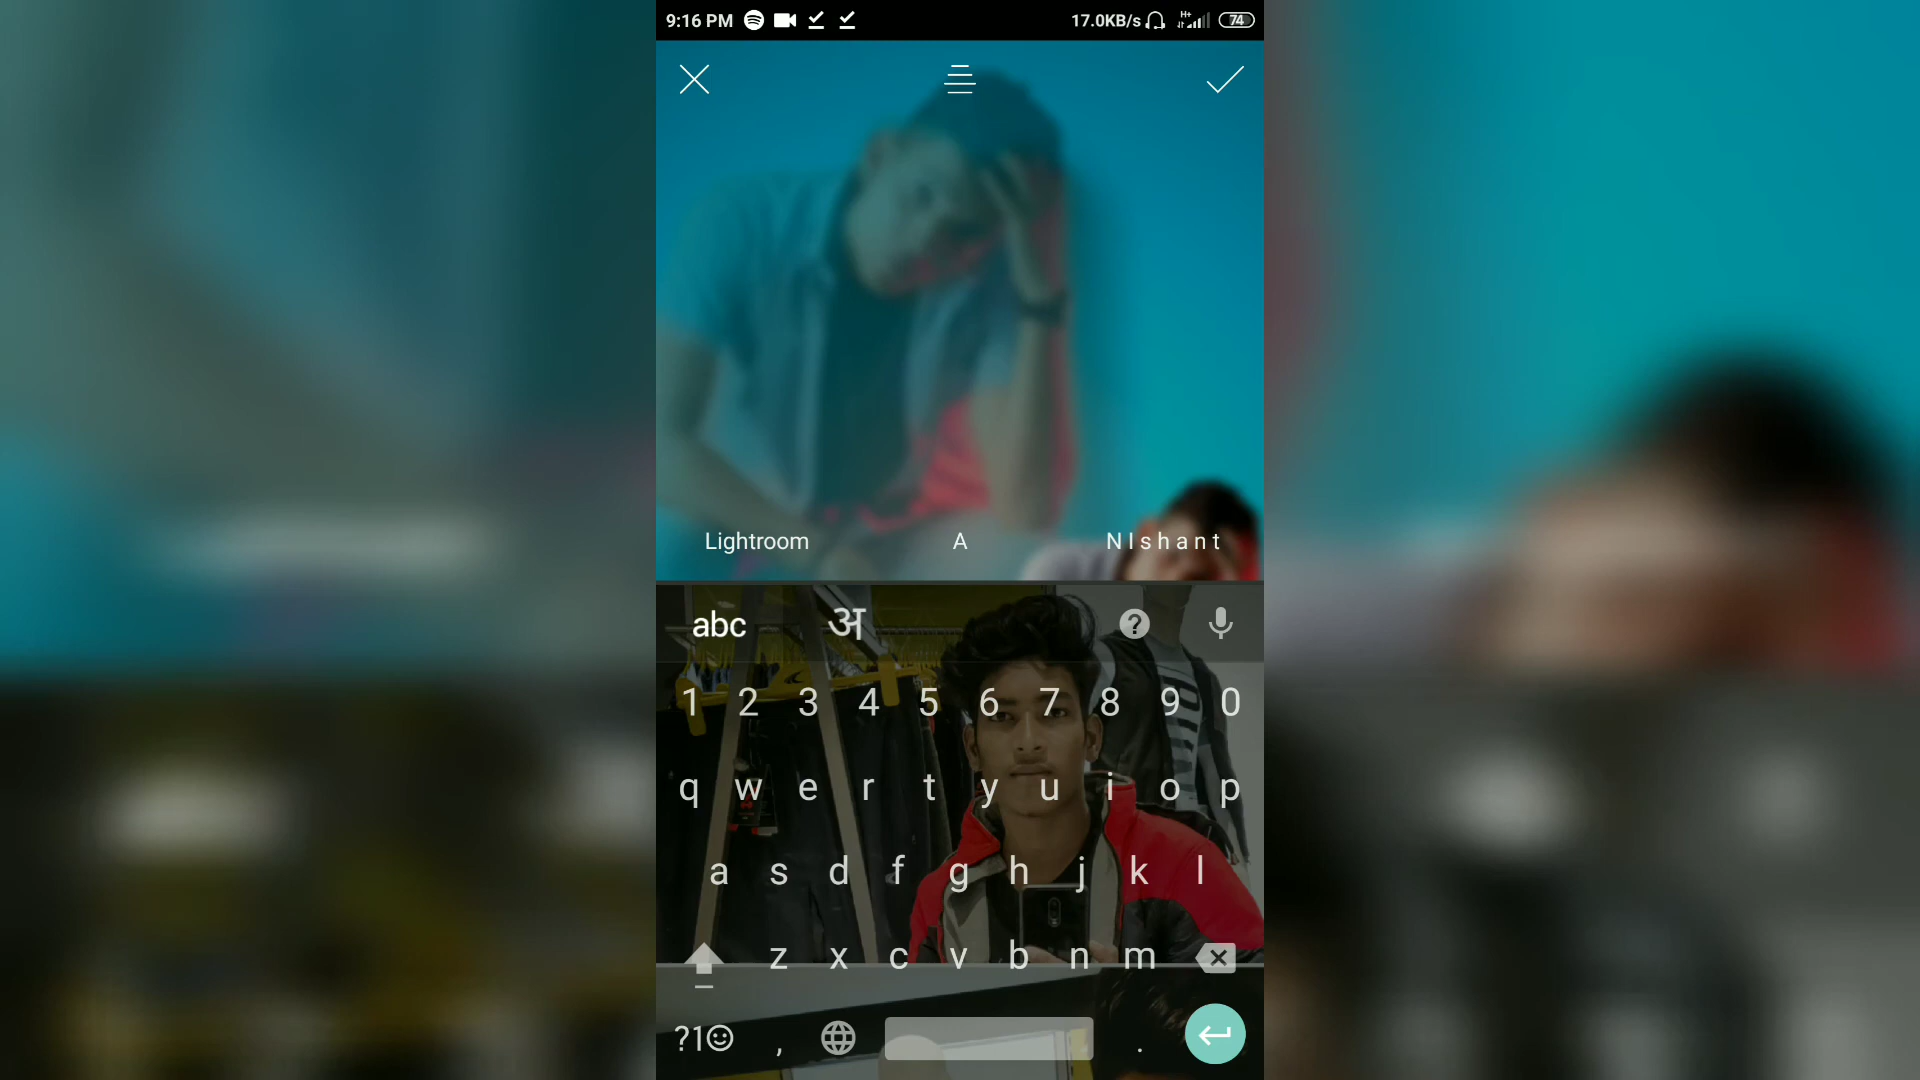 9:16 PM 17.0KB/s H+ 74
Lightroom A NIshant
abc अ ?
1 2 3 4 5 6 7 8 9 0
q w e r t y u i o p
a s d f g h j k l
z x c v b n m
?1☺ , .